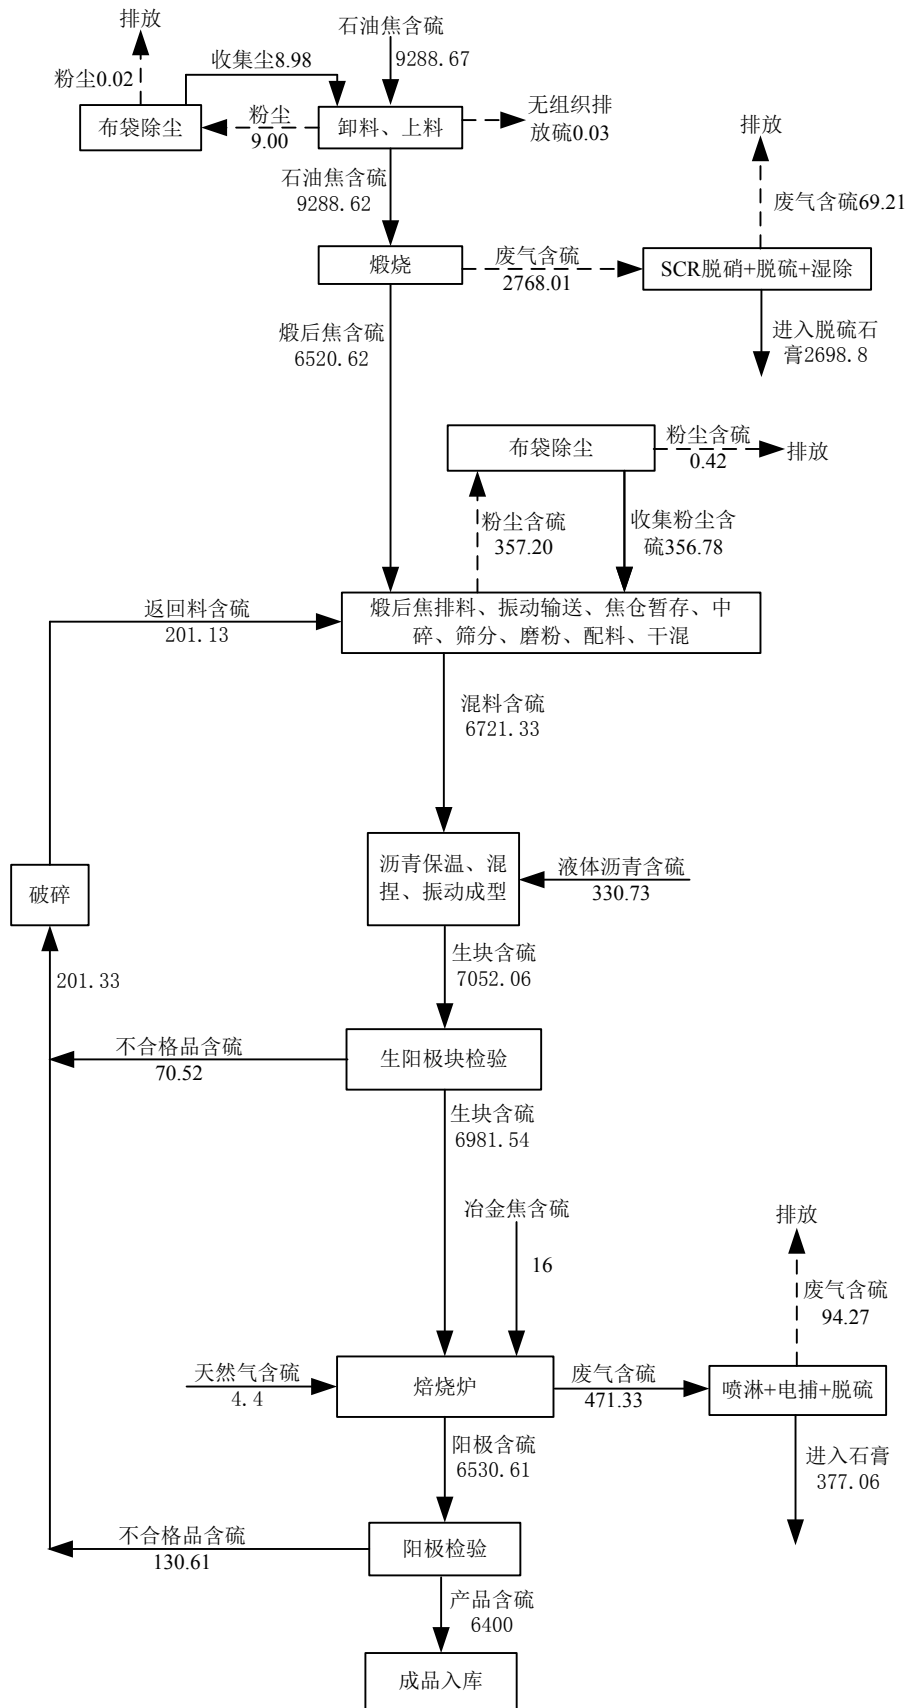 排放
石油焦含硫
9288.67
收集尘8.98
粉尘0.02
布袋除尘
粉尘
9.00
卸料、上料
无组织排
放硫0.03
石油焦含硫
9288.62
排放
废气含硫69.21
煅烧
废气含硫
2768.01
SCR脱硝+脱硫+湿除
进入脱硫石
膏2698.8
煅后焦含硫
6520.62
布袋除尘
粉尘含硫
0.42
排放
粉尘含硫
357.20
收集粉尘含
硫356.78
返回料含硫
201.13
煅后焦排料、振动输送、焦仓暂存、中
碎、筛分、磨粉、配料、干混
混料含硫
6721.33
破碎
沥青保温、混
捏、振动成型
液体沥青含硫
330.73
201.33
生块含硫
7052.06
不合格品含硫
70.52
生阳极块检验
生块含硫
6981.54
冶金焦含硫
16
排放
废气含硫
94.27
天然气含硫
4.4
焙烧炉
废气含硫
471.33
喷淋+电捕+脱硫
阳极含硫
6530.61
进入石膏
377.06
不合格品含硫
130.61
阳极检验
产品含硫
6400
成品入库